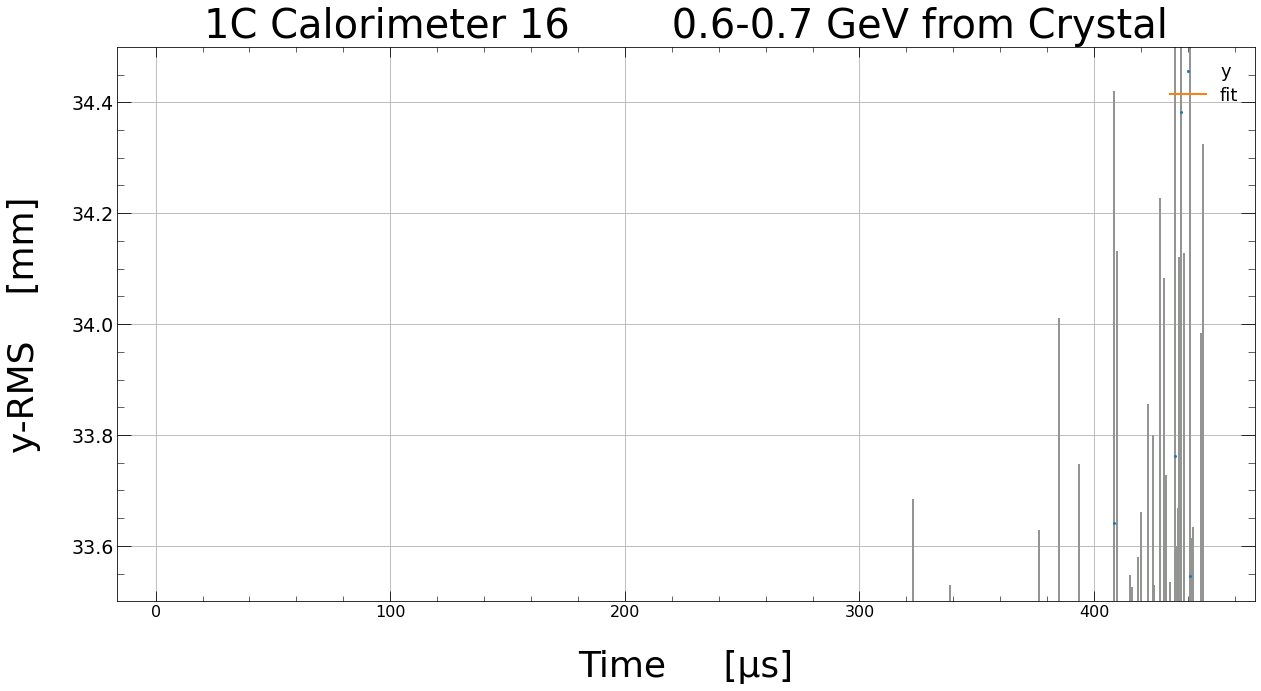 1C Calorimeter 16 0.6-0.7 GeV from Crystal
y
fit
34.4
34.2
34.0
33.8
33.6
y-RMS [mm]
0 100 200 300 400
Time [μs]